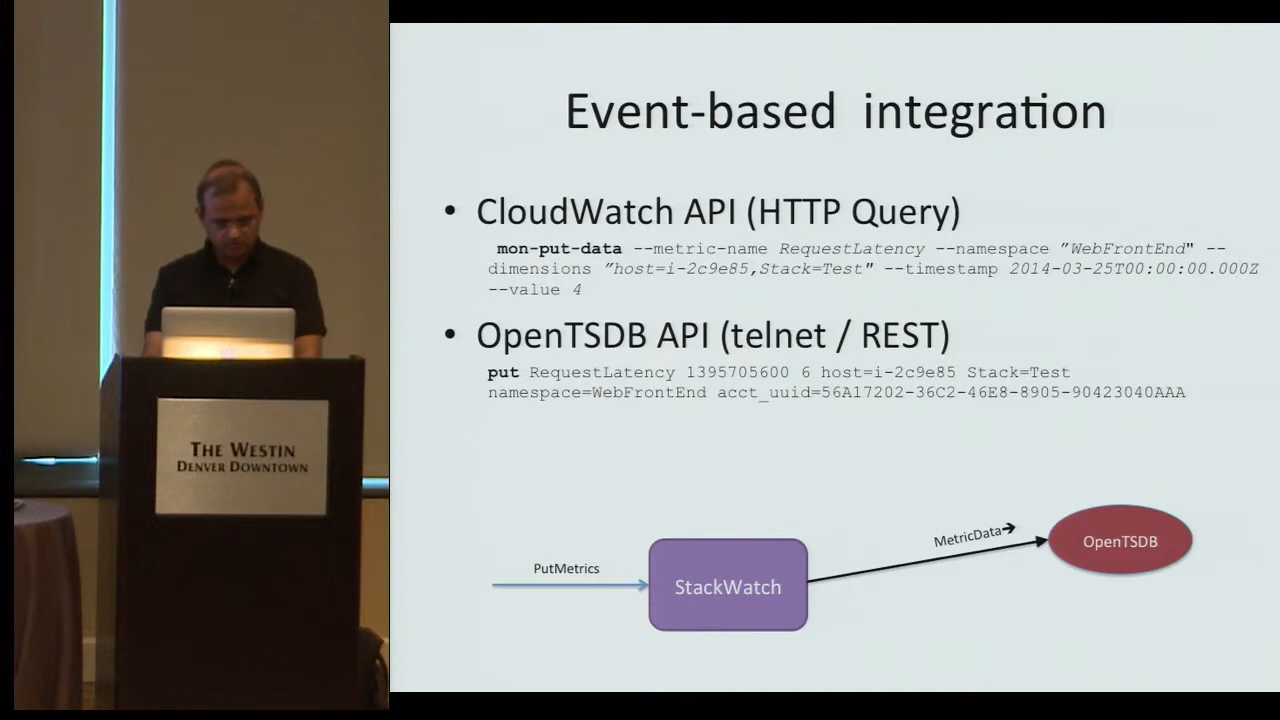 THE WESTIN
DENVER DOWNTOWN
Event-based integration
• CloudWatch API (HTTP Query)
mon-put-data --metric-name RequestLatency --namespace ”WebFrontEnd" --
dimensions ”host=i-2c9e85,Stack=Test" --timestamp 2014-03-25T00:00:00.000Z
--value 4
• OpenTSDB API (telnet / REST)
put RequestLatency 1395705600 6 host=i-2c9e85 Stack=Test
namespace=WebFrontEnd acct_uuid=56A17202-36C2-46E8-8905-90423040AAA
MetricData➔
OpenTSDB
PutMetrics
StackWatch